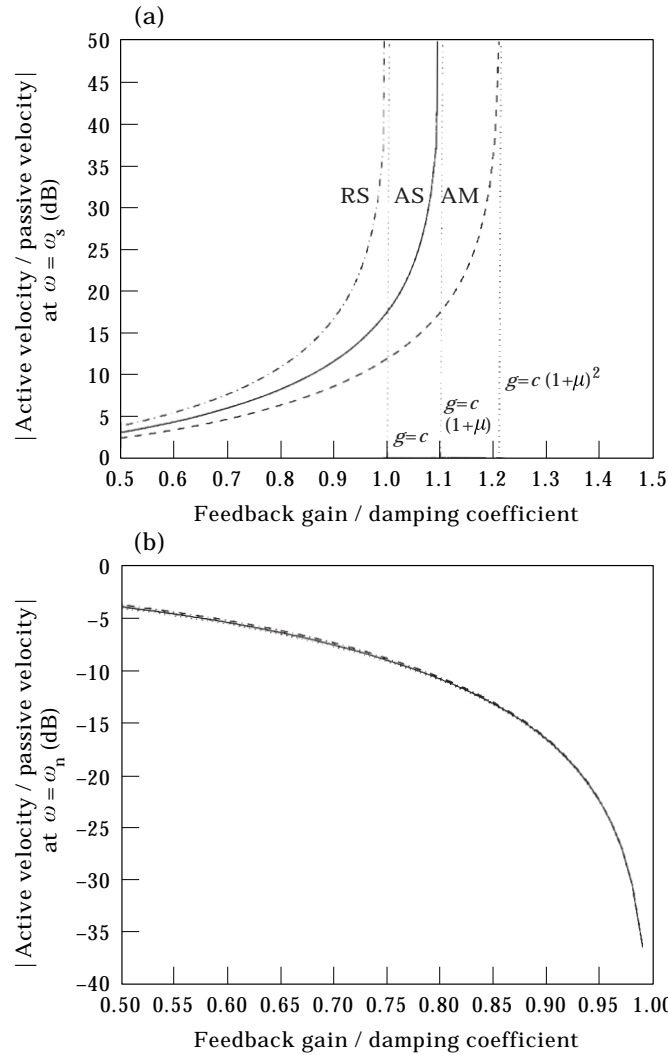 (a)
50
45
40
35
30
25
20
15
10
5
0
|Active velocity / passive velocity|
at ω = ωs (dB)
RS AS AM
g=c
g=c
(1+μ)
g=c (1+μ)²
0.5 0.6 0.7 0.8 0.9 1.0 1.1 1.2 1.3 1.4 1.5
Feedback gain / damping coefficient
(b)
0
−5
−10
−15
−20
−25
−30
−35
−40
|Active velocity / passive velocity|
at ω = ωn (dB)
0.50 0.55 0.60 0.65 0.70 0.75 0.80 0.85 0.90 0.95 1.00
Feedback gain / damping coefficient